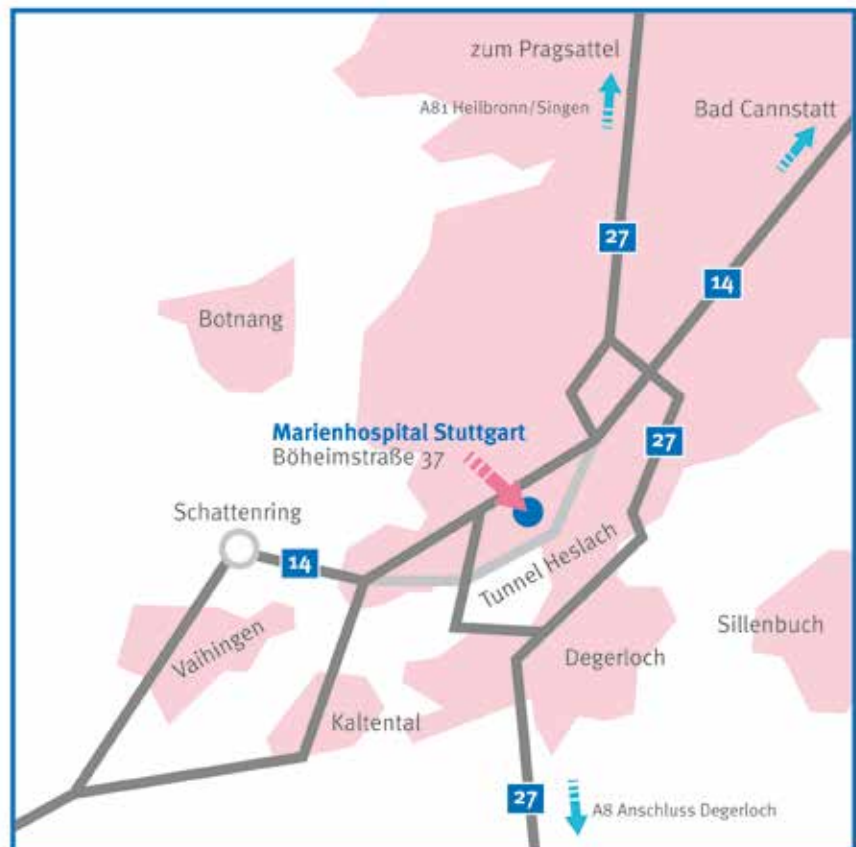 zum Pragsattel
A81 Heilbronn/Singen
Bad Cannstatt
27
14
Botnang
27
Marienhospital Stuttgart
Böheimstraße 37
Schattenring
14
Tunnel Heslach
Vaihingen
Sillenbuch
Degerloch
Kaltental
27
A8 Anschluss Degerloch